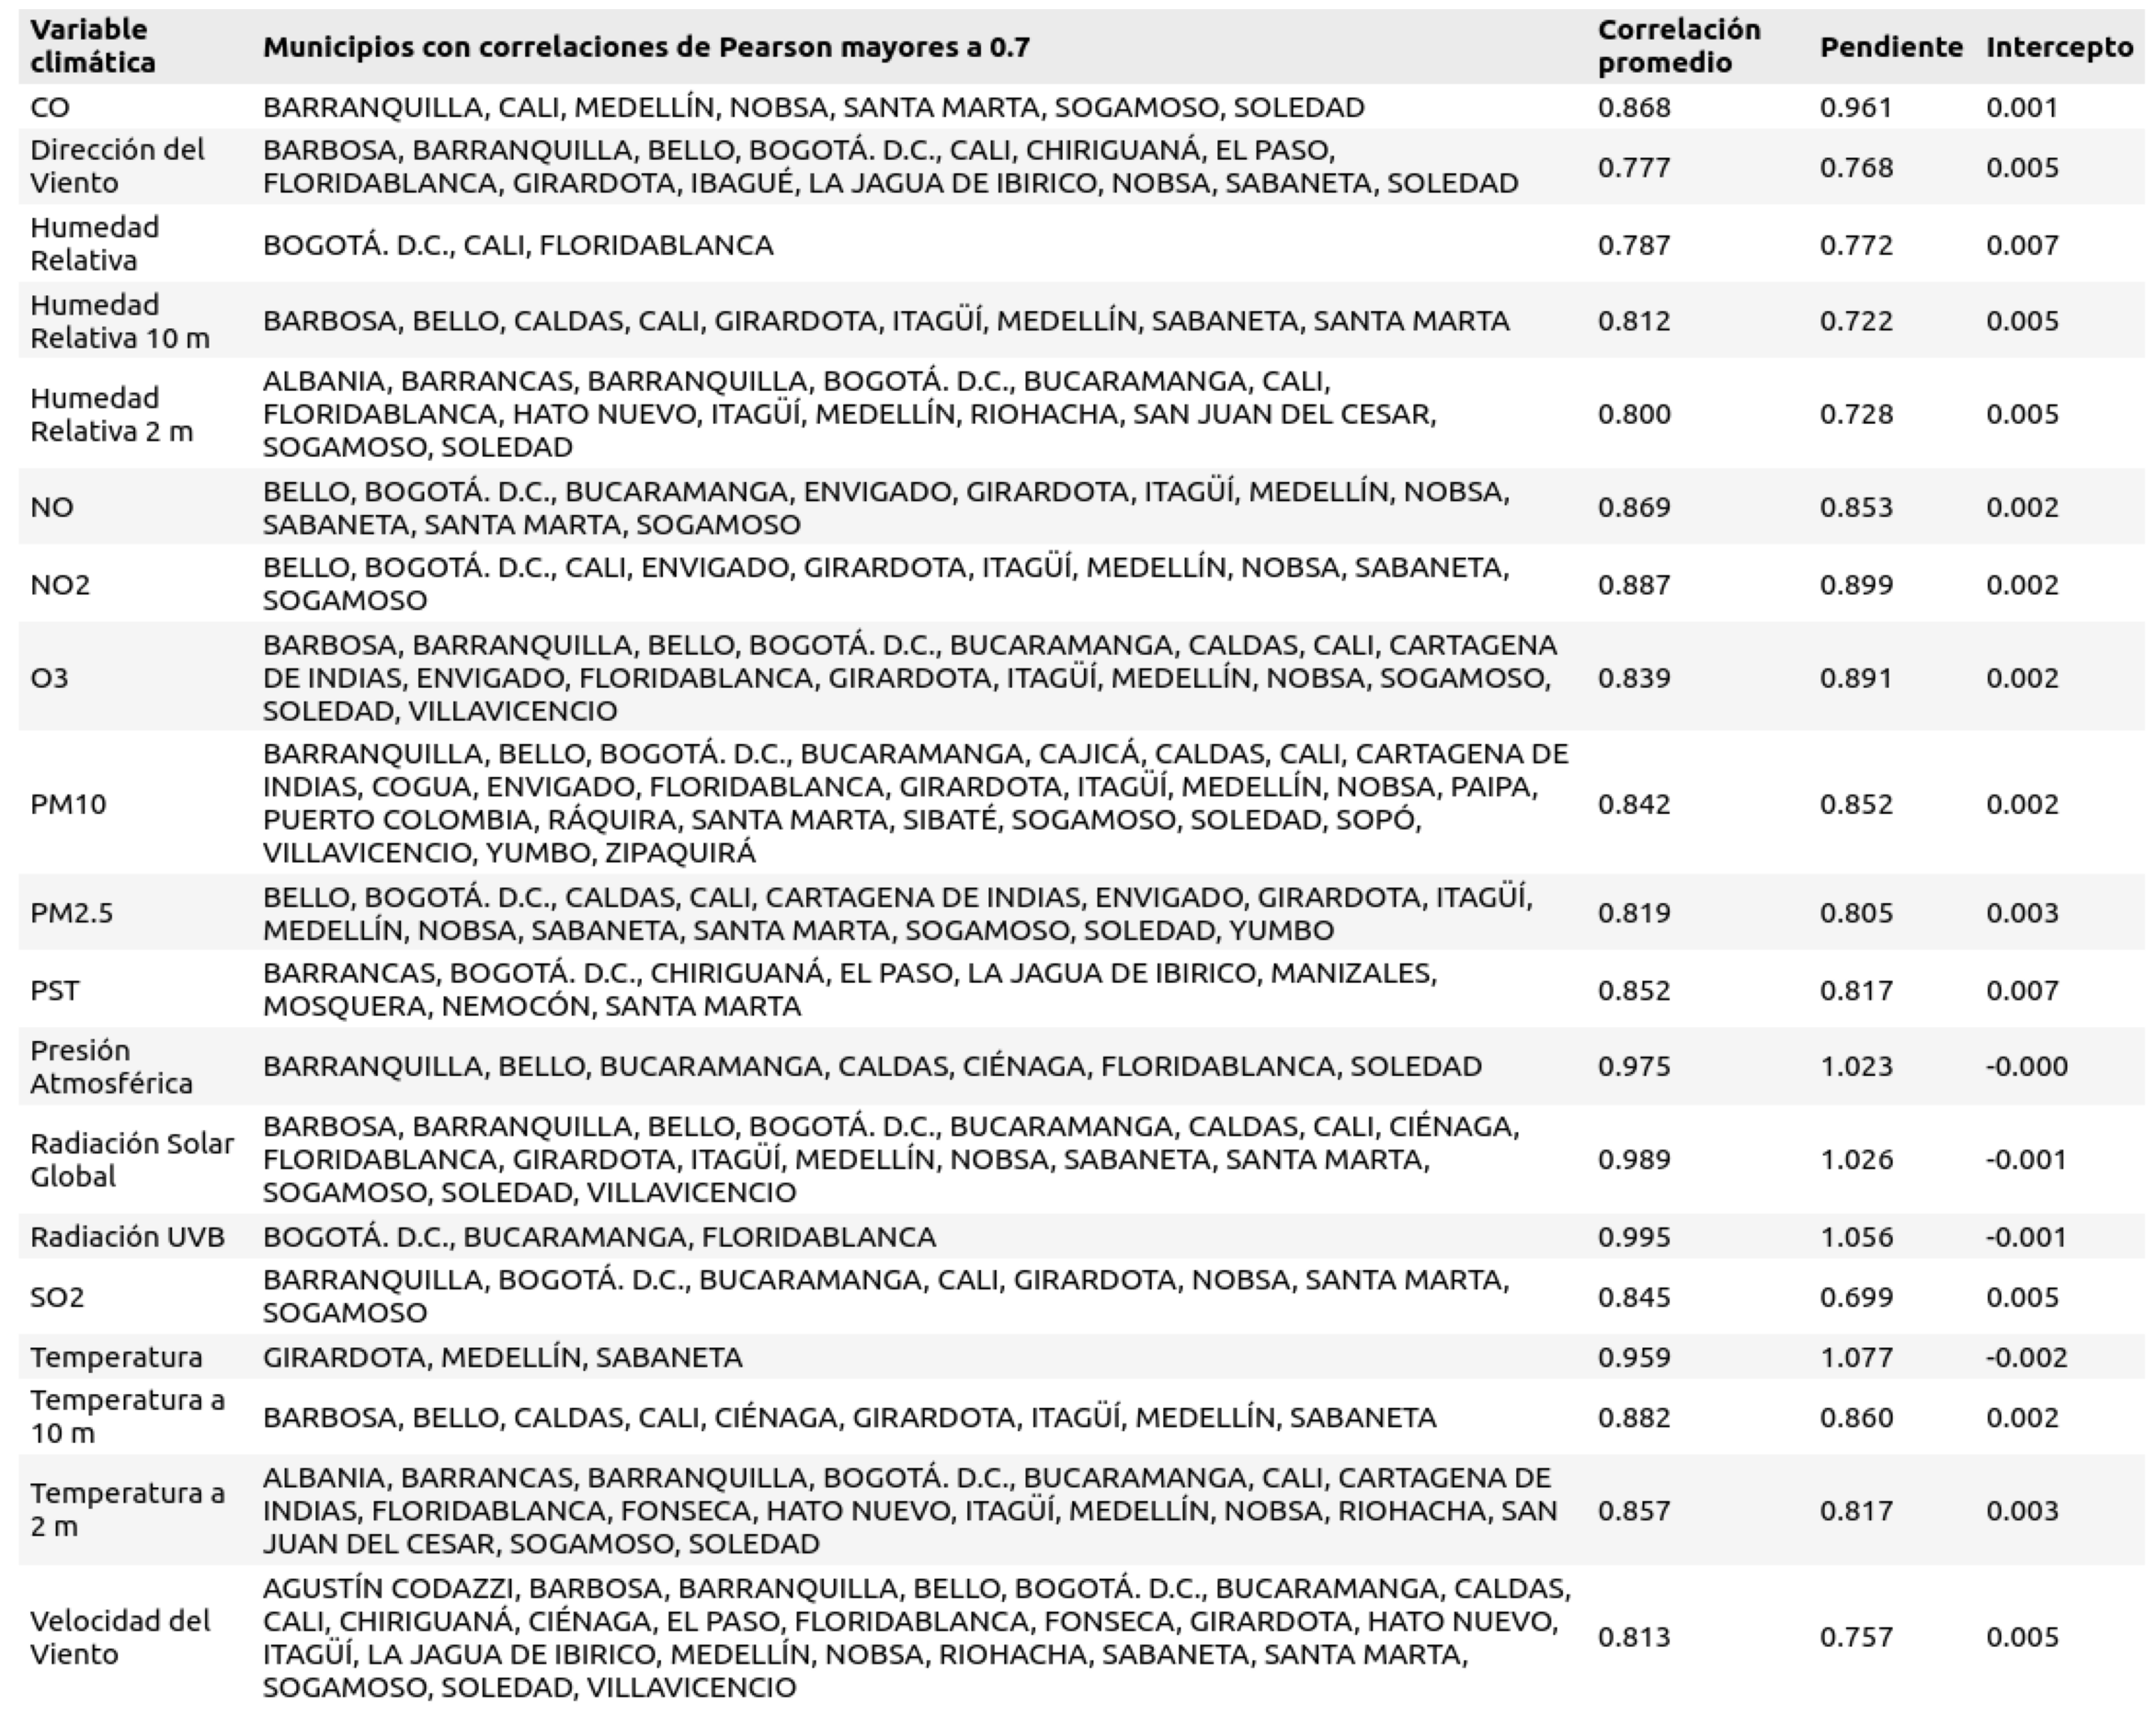 Variable climática Municipios con correlaciones de Pearson mayores a 0.7 Correlación promedio Pendiente Intercepto
CO BARRANQUILLA, CALI, MEDELLÍN, NOBSA, SANTA MARTA, SOGAMOSO, SOLEDAD 0.868 0.961 0.001
Dirección del Viento BARBOSA, BARRANQUILLA, BELLO, BOGOTÁ. D.C., CALI, CHIRIGUANÁ, EL PASO,
FLORIDABLANCA, GIRARDOTA, IBAGUÉ, LA JAGUA DE IBIRICO, NOBSA, SABANETA, SOLEDAD 0.777 0.768 0.005
Humedad Relativa BOGOTÁ. D.C., CALI, FLORIDABLANCA 0.787 0.772 0.007
Humedad Relativa 10 m BARBOSA, BELLO, CALDAS, CALI, GIRARDOTA, ITAGÜÍ, MEDELLÍN, SABANETA, SANTA MARTA 0.812 0.722 0.005
Humedad Relativa 2 m ALBANIA, BARRANCAS, BARRANQUILLA, BOGOTÁ. D.C., BUCARAMANGA, CALI,
FLORIDABLANCA, HATO NUEVO, ITAGÜÍ, MEDELLÍN, RIOHACHA, SAN JUAN DEL CESAR,
SOGAMOSO, SOLEDAD 0.800 0.728 0.005
NO BELLO, BOGOTÁ. D.C., BUCARAMANGA, ENVIGADO, GIRARDOTA, ITAGÜÍ, MEDELLÍN, NOBSA,
SABANETA, SANTA MARTA, SOGAMOSO 0.869 0.853 0.002
NO2 BELLO, BOGOTÁ. D.C., CALI, ENVIGADO, GIRARDOTA, ITAGÜÍ, MEDELLÍN, NOBSA, SABANETA,
SOGAMOSO 0.887 0.899 0.002
O3 BARBOSA, BARRANQUILLA, BELLO, BOGOTÁ. D.C., BUCARAMANGA, CALDAS, CALI, CARTAGENA
DE INDIAS, ENVIGADO, FLORIDABLANCA, GIRARDOTA, ITAGÜÍ, MEDELLÍN, NOBSA, SOGAMOSO,
SOLEDAD, VILLAVICENCIO 0.839 0.891 0.002
PM10 BARRANQUILLA, BELLO, BOGOTÁ. D.C., BUCARAMANGA, CAJICÁ, CALDAS, CALI, CARTAGENA DE
INDIAS, COGUA, ENVIGADO, FLORIDABLANCA, GIRARDOTA, ITAGÜÍ, MEDELLÍN, NOBSA, PAIPA,
PUERTO COLOMBIA, RÁQUIRA, SANTA MARTA, SIBATÉ, SOGAMOSO, SOLEDAD, SOPÓ,
VILLAVICENCIO, YUMBO, ZIPAQUIRÁ 0.842 0.852 0.002
PM2.5 BELLO, BOGOTÁ. D.C., CALDAS, CALI, CARTAGENA DE INDIAS, ENVIGADO, GIRARDOTA, ITAGÜÍ,
MEDELLÍN, NOBSA, SABANETA, SANTA MARTA, SOGAMOSO, SOLEDAD, YUMBO 0.819 0.805 0.003
PST BARRANCAS, BOGOTÁ. D.C., CHIRIGUANÁ, EL PASO, LA JAGUA DE IBIRICO, MANIZALES,
MOSQUERA, NEMOCÓN, SANTA MARTA 0.852 0.817 0.007
Presión Atmosférica BARRANQUILLA, BELLO, BUCARAMANGA, CALDAS, CIÉNAGA, FLORIDABLANCA, SOLEDAD 0.975 1.023 -0.000
Radiación Solar Global BARBOSA, BARRANQUILLA, BELLO, BOGOTÁ. D.C., BUCARAMANGA, CALDAS, CALI, CIÉNAGA,
FLORIDABLANCA, GIRARDOTA, ITAGÜÍ, MEDELLÍN, NOBSA, SABANETA, SANTA MARTA,
SOGAMOSO, SOLEDAD, VILLAVICENCIO 0.989 1.026 -0.001
Radiación UVB BOGOTÁ. D.C., BUCARAMANGA, FLORIDABLANCA 0.995 1.056 -0.001
SO2 BARRANQUILLA, BOGOTÁ. D.C., BUCARAMANGA, CALI, GIRARDOTA, NOBSA, SANTA MARTA,
SOGAMOSO 0.845 0.699 0.005
Temperatura GIRARDOTA, MEDELLÍN, SABANETA 0.959 1.077 -0.002
Temperatura a 10 m BARBOSA, BELLO, CALDAS, CALI, CIÉNAGA, GIRARDOTA, ITAGÜÍ, MEDELLÍN, SABANETA 0.882 0.860 0.002
Temperatura a 2 m ALBANIA, BARRANCAS, BARRANQUILLA, BOGOTÁ. D.C., BUCARAMANGA, CALI, CARTAGENA DE
INDIAS, FLORIDABLANCA, FONSECA, HATO NUEVO, ITAGÜÍ, MEDELLÍN, NOBSA, RIOHACHA, SAN
JUAN DEL CESAR, SOGAMOSO, SOLEDAD 0.857 0.817 0.003
Velocidad del Viento AGUSTÍN CODAZZI, BARBOSA, BARRANQUILLA, BELLO, BOGOTÁ. D.C., BUCARAMANGA, CALDAS,
CALI, CHIRIGUANÁ, CIÉNAGA, EL PASO, FLORIDABLANCA, FONSECA, GIRARDOTA, HATO NUEVO,
ITAGÜÍ, LA JAGUA DE IBIRICO, MEDELLÍN, NOBSA, RIOHACHA, SABANETA, SANTA MARTA,
SOGAMOSO, SOLEDAD, VILLAVICENCIO 0.813 0.757 0.005